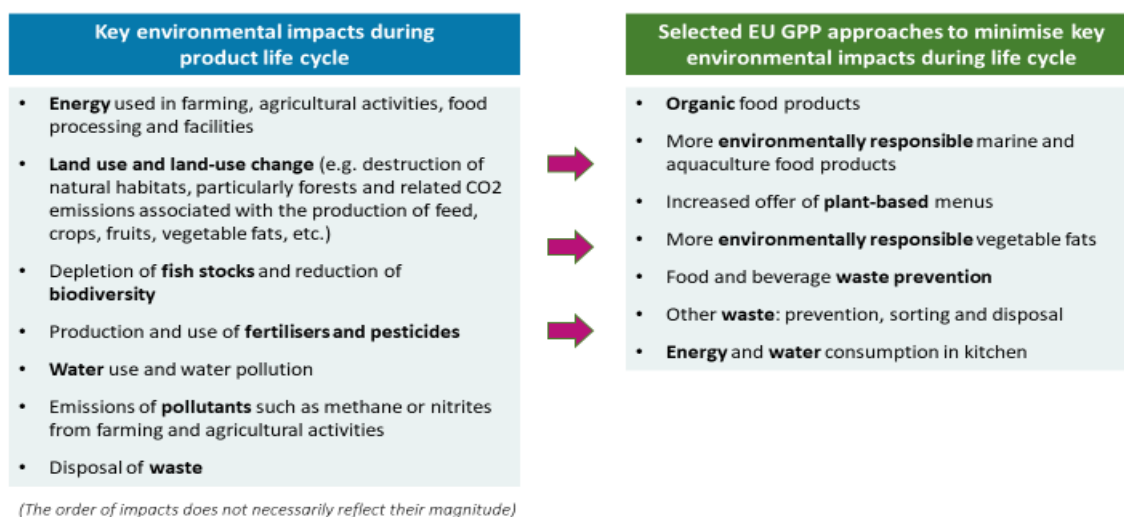 Key environmental impacts during
product life cycle
• Energy used in farming, agricultural activities, food
processing and facilities
• Land use and land-use change (e.g. destruction of
natural habitats, particularly forests and related CO2
emissions associated with the production of feed,
crops, fruits, vegetable fats, etc.)
• Depletion of fish stocks and reduction of
biodiversity
• Production and use of fertilisers and pesticides
• Water use and water pollution
• Emissions of pollutants such as methane or nitrites
from farming and agricultural activities
• Disposal of waste
(The order of impacts does not necessarily reflect their magnitude)
Selected EU GPP approaches to minimise key
environmental impacts during life cycle
• Organic food products
• More environmentally responsible marine and
aquaculture food products
• Increased offer of plant-based menus
• More environmentally responsible vegetable fats
• Food and beverage waste prevention
• Other waste: prevention, sorting and disposal
• Energy and water consumption in kitchen